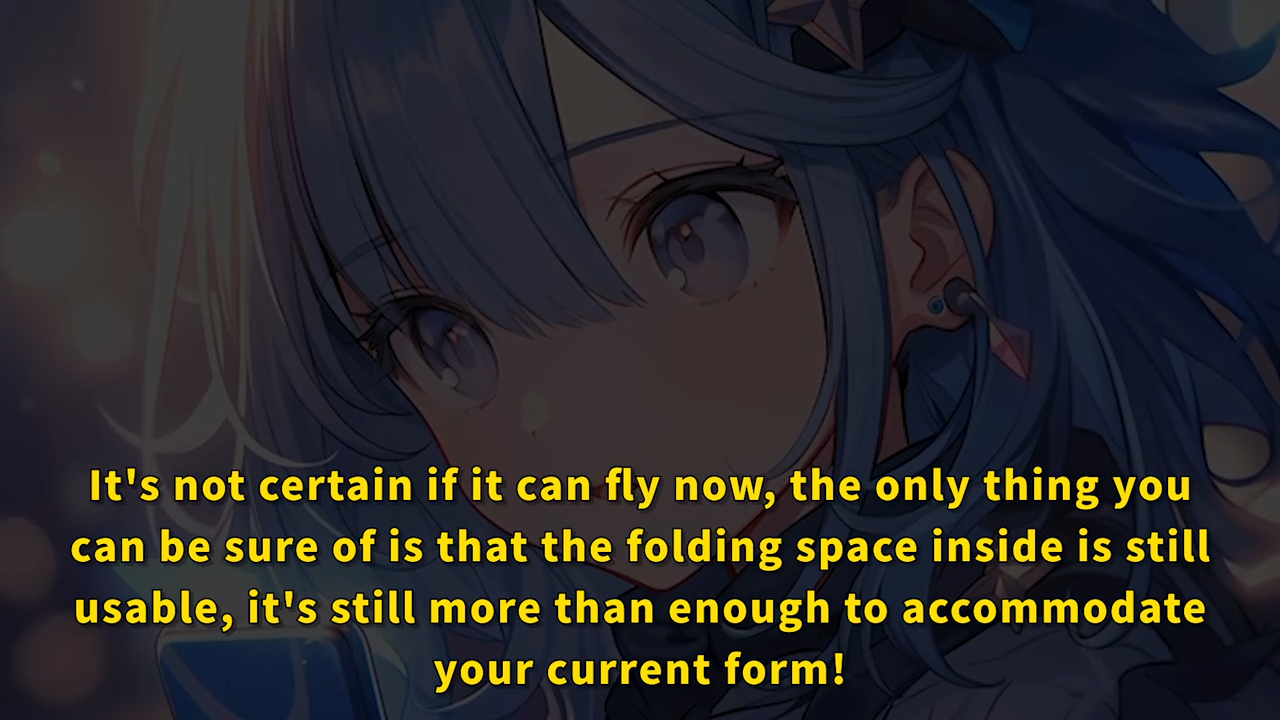 It's not certain if it can fly now, the only thing you
can be sure of is that the folding space inside is still
usable, it's still more than enough to accommodate
your current form!